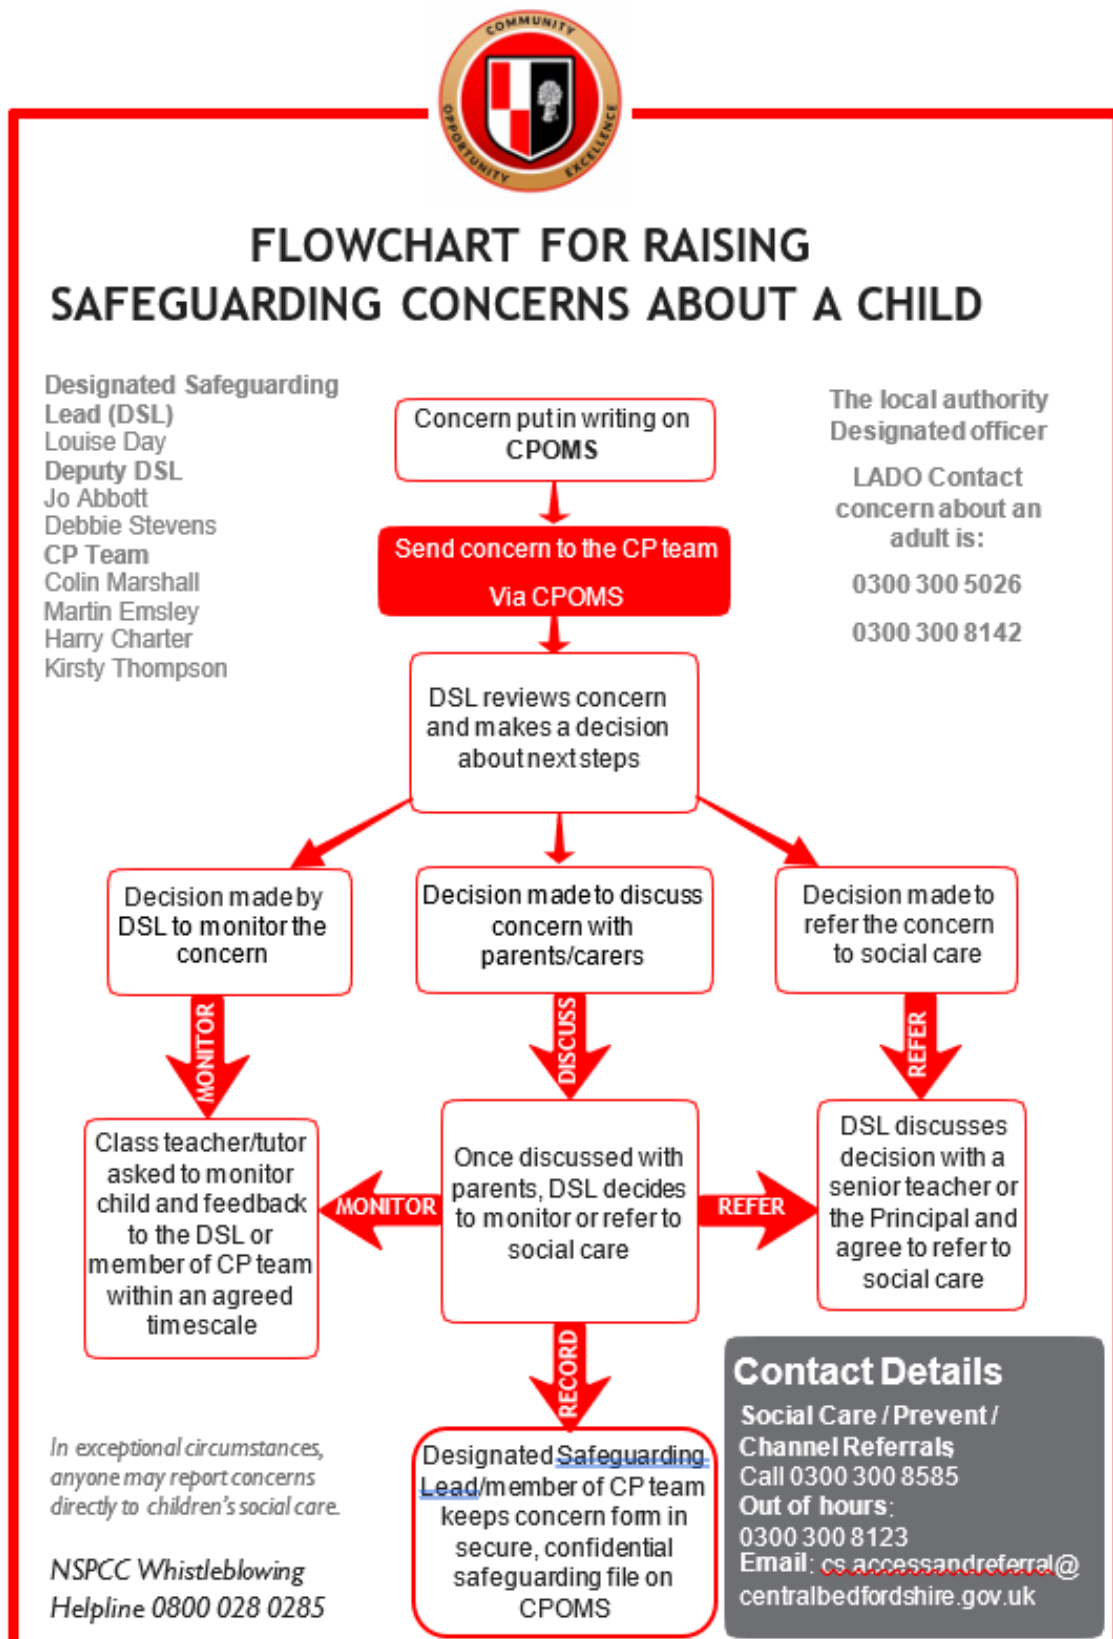 COMMUNITY
OPPORTUNITY
EXCELLENCE
FLOWCHART FOR RAISING
SAFEGUARDING CONCERNS ABOUT A CHILD
Designated Safeguarding
Lead (DSL)
Louise Day
Deputy DSL
Jo Abbott
Debbie Stevens
CP Team
Colin Marshall
Martin Emsley
Harry Charter
Kirsty Thompson
Concern put in writing on
CPOMS
The local authority
Designated officer
LADO Contact
concern about an
adult is:
0300 300 5026
0300 300 8142
Send concern to the CP team
Via CPOMS
DSL reviews concern
and makes a decision
about next steps
Decision made by
DSL to monitor the
concern
Decision made to discuss
concern with
parents/carers
Decision made to
refer the concern
to social care
MONITOR
DISCUSS
REFER
Class teacher/tutor
asked to monitor
child and feedback
to the DSL or
member of CP team
within an agreed
timescale
MONITOR
Once discussed with
parents, DSL decides
to monitor or refer to
social care
REFER
DSL discusses
decision with a
senior teacher or
the Principal and
agree to refer to
social care
RECORD
Designated Safeguarding
Lead/member of CP team
keeps concern form in
secure, confidential
safeguarding file on
CPOMS
In exceptional circumstances,
anyone may report concerns
directly to children's social care.
NSPCC Whistleblowing
Helpline 0800 028 0285
Contact Details
Social Care / Prevent /
Channel Referrals
Call 0300 300 8585
Out of hours:
0300 300 8123
Email: cs.accessandreferral@
centralbedfordshire.gov.uk